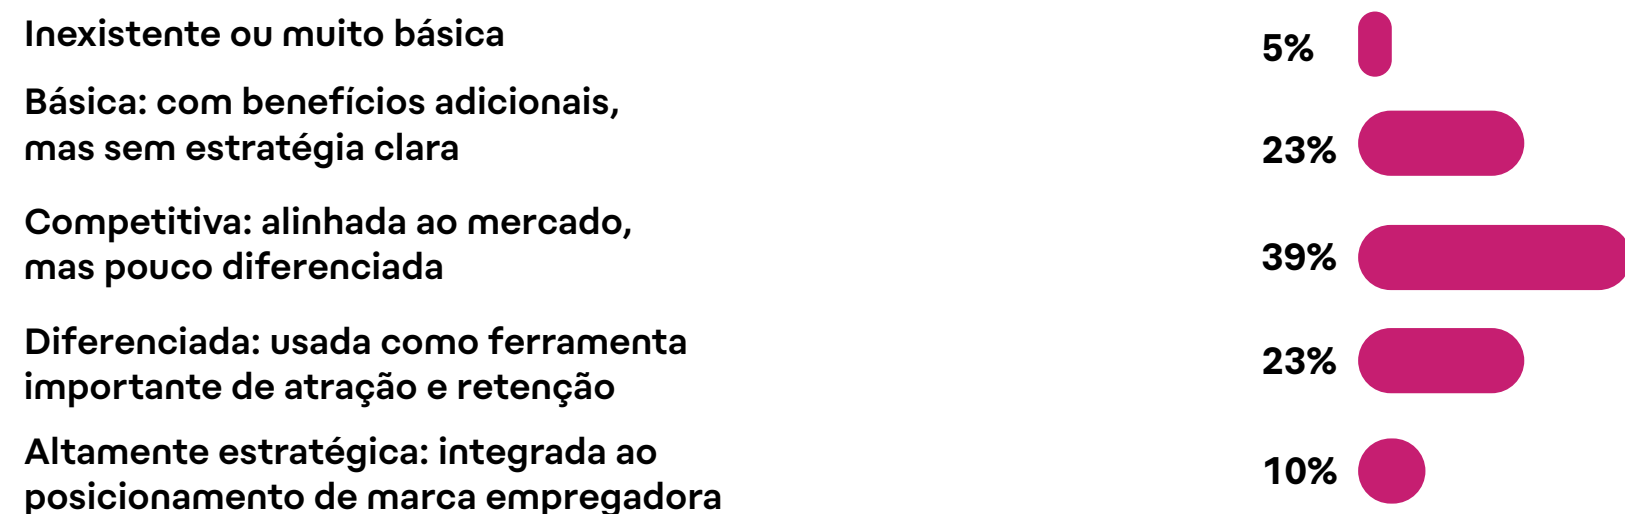 Inexistente ou muito básica
5%
Básica: com benefícios adicionais,
mas sem estratégia clara
23%
Competitiva: alinhada ao mercado,
mas pouco diferenciada
39%
Diferenciada: usada como ferramenta
importante de atração e retenção
23%
Altamente estratégica: integrada ao
posicionamento de marca empregadora
10%